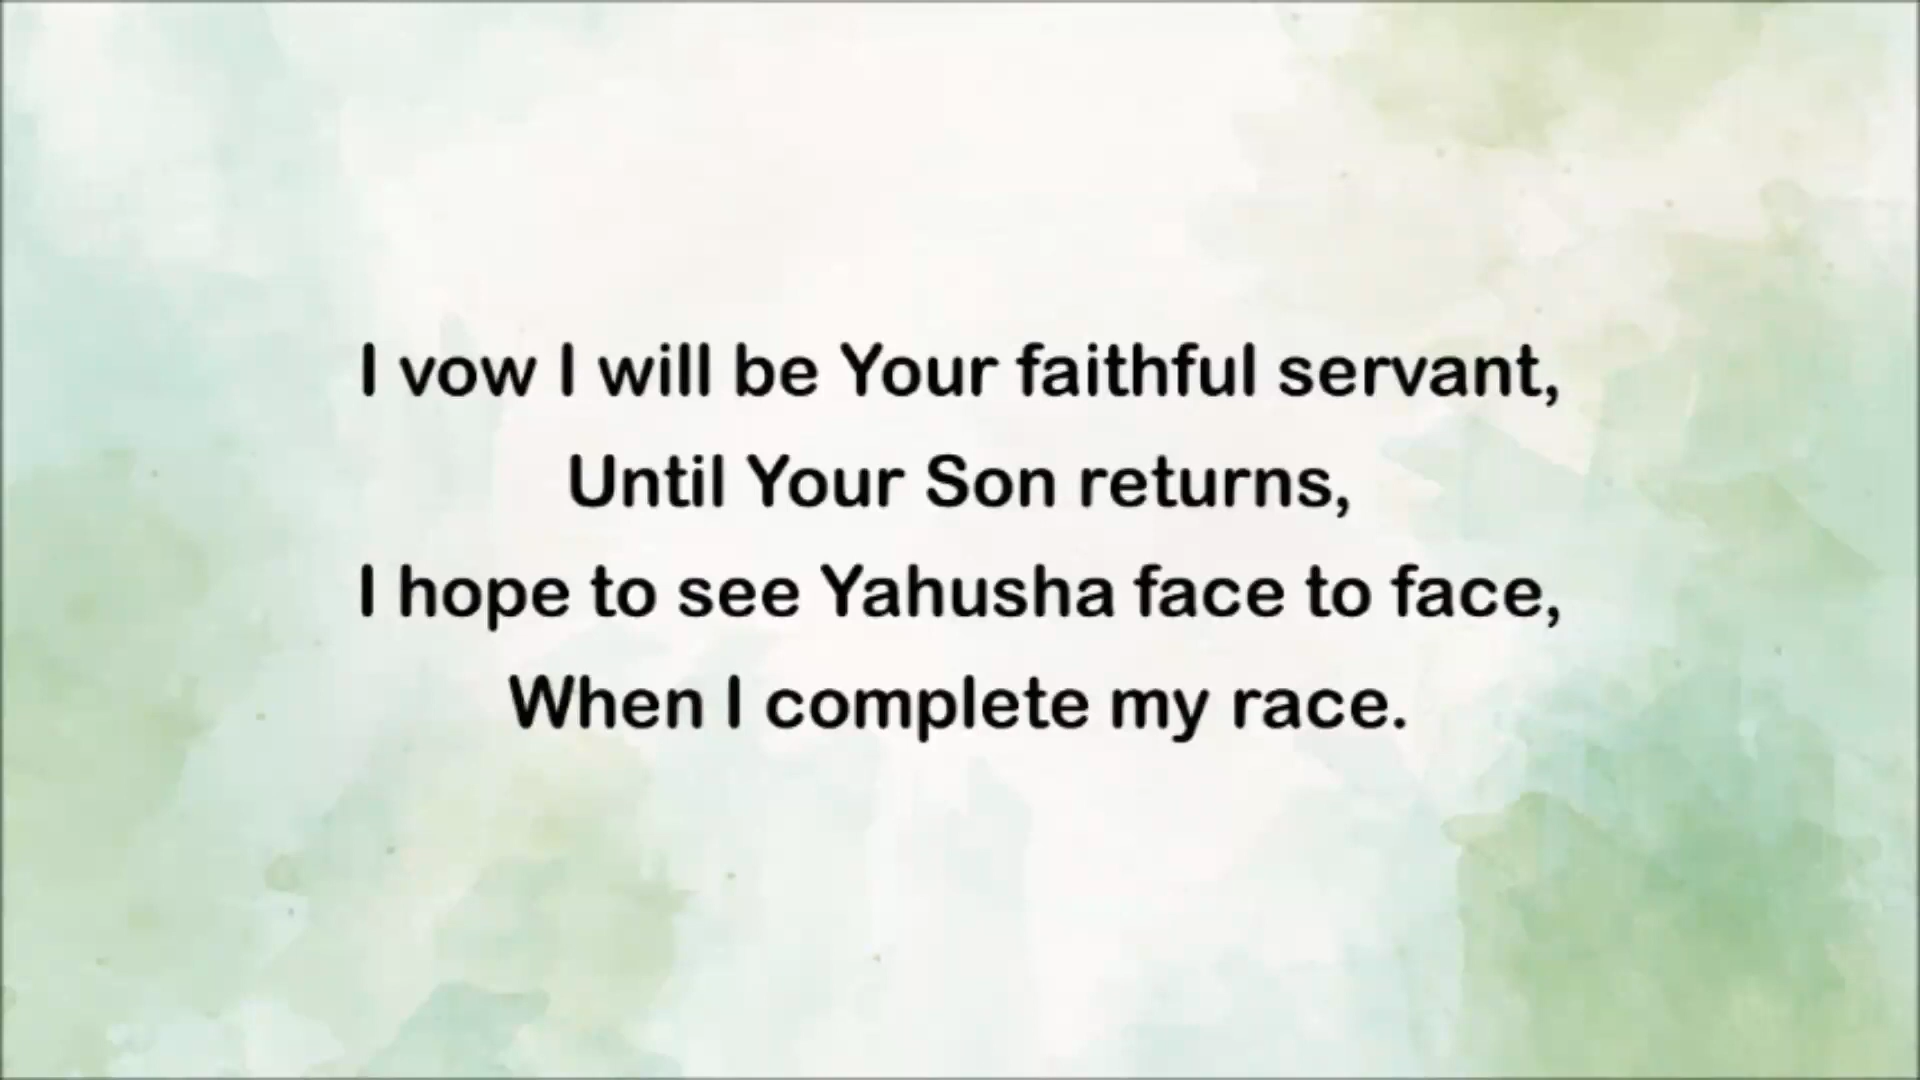 I vow I will be Your faithful servant,
Until Your Son returns,
I hope to see Yahusha face to face,
When I complete my race.